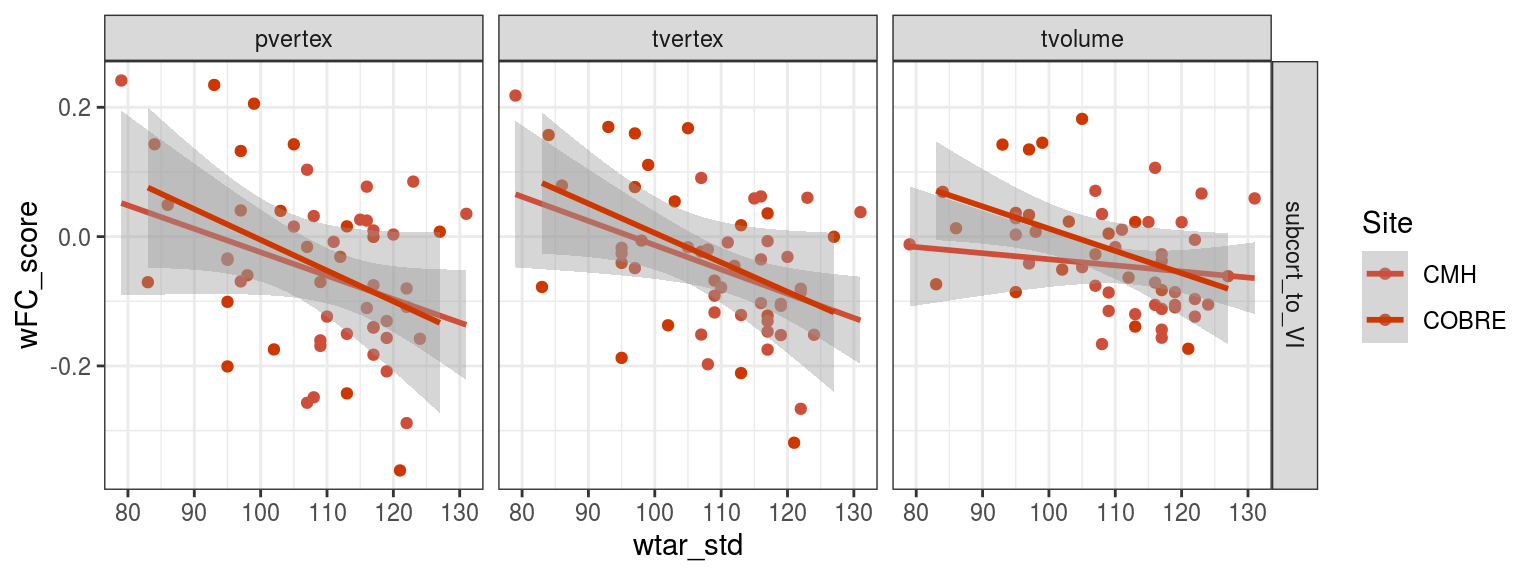 pvertex tvertex tvolume
0.2
0.0
-0.2
wFC_score
subcort_to_VI
80 90 100 110 120 130 80 90 100 110 120 130 80 90 100 110 120 130
wtar_std
Site
CMH
COBRE